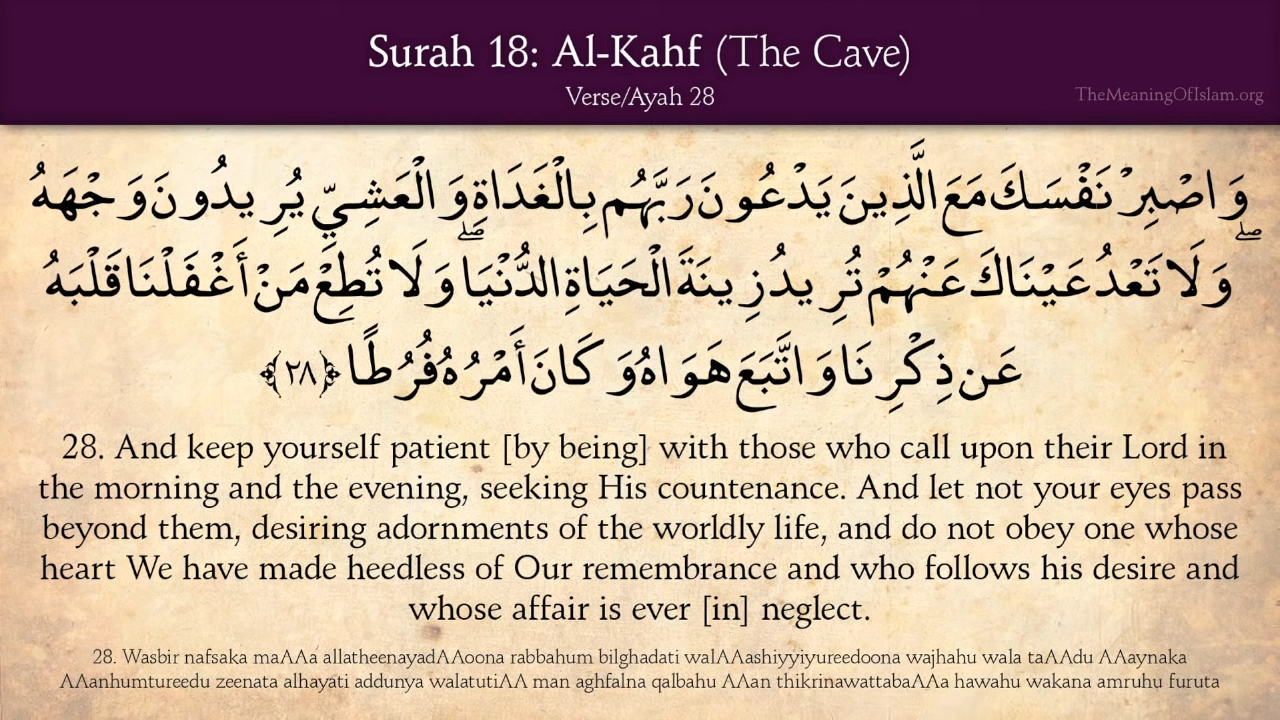 Surah 18: Al-Kahf (The Cave)
Verse/Ayah 28
TheMeaningOfIslam.org
وَاصْبِرْ نَفْسَكَ مَعَ الَّذِينَ يَدْعُونَ رَبَّهُم بِالْغَدَاةِ وَالْعَشِيِّ يُرِيدُونَ وَجْهَهُ ۖ
وَلَا تَعْدُ عَيْنَاكَ عَنْهُمْ تُرِيدُ زِينَةَ الْحَيَاةِ الدُّنْيَا ۖ وَلَا تُطِعْ مَنْ أَغْفَلْنَا قَلْبَهُ
عَن ذِكْرِنَا وَاتَّبَعَ هَوَاهُ وَكَانَ أَمْرُهُ فُرُطًا ﴿٢٨﴾
28. And keep yourself patient [by being] with those who call upon their Lord in
the morning and the evening, seeking His countenance. And let not your eyes pass
beyond them, desiring adornments of the worldly life, and do not obey one whose
heart We have made heedless of Our remembrance and who follows his desire and
whose affair is ever [in] neglect.
28. Wasbir nafsaka maAAa allatheenayadAAoona rabbahum bilghadati walAAashiyyiyureedoona wajhahu wala taAAdu AAaynaka
AAanhumtureedu zeenata alhayati addunya walatutiAA man aghfalna qalbahu AAan thikrinawattabaAAa hawahu wakana amruhu furuta